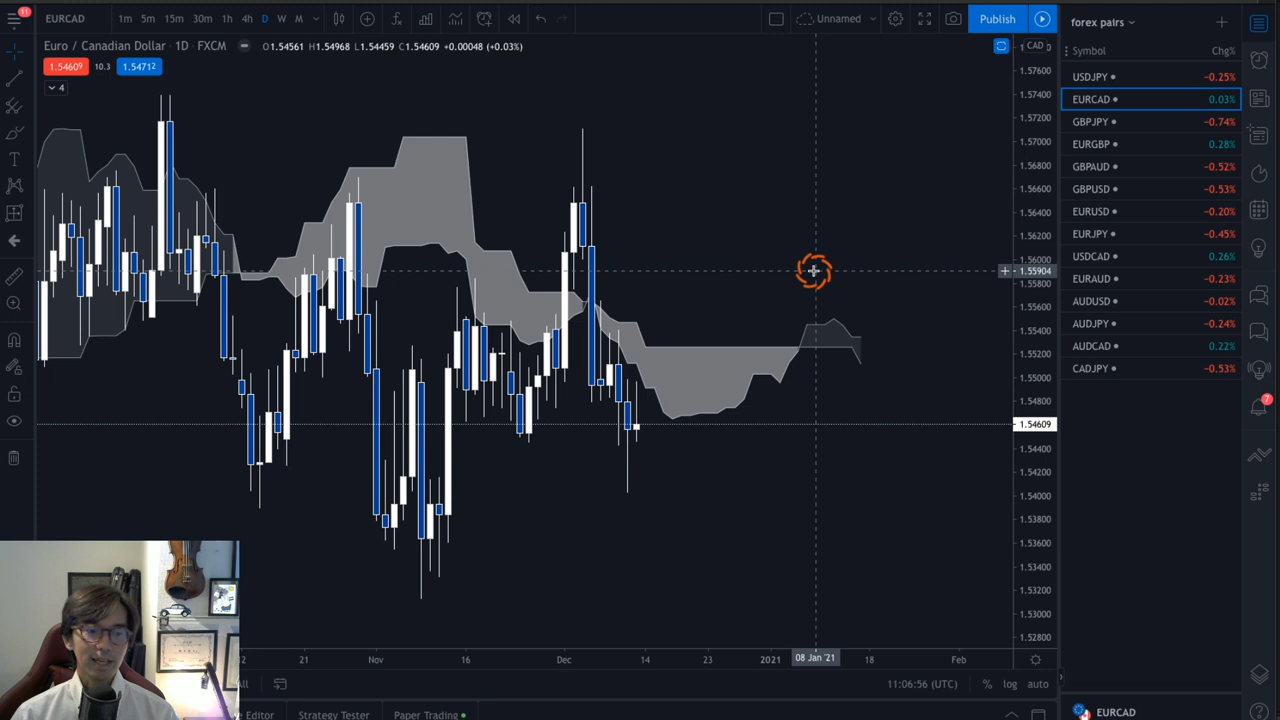 11
EURCAD 1m 5m 15m 30m 1h 4h D W M Unnamed Publish
forex pairs
Euro / Canadian Dollar · 1D · FXCM O1.54561 H1.54968 L1.54459 C1.54609 +0.00048 (+0.03%)
CAD
Symbol Chg%
1.54609 10.3 1.54712
4
USDJPY −0.25%
EURCAD 0.03%
GBPJPY −0.74%
EURGBP 0.28%
GBPAUD −0.52%
GBPUSD −0.53%
EURUSD −0.20%
EURJPY −0.45%
USDCAD 0.26%
EURAUD −0.23%
AUDUSD −0.02%
AUDJPY −0.24%
AUDCAD 0.22%
CADJPY −0.53%
1.57600
1.57400
1.57200
1.57000
1.56800
1.56600
1.56400
1.56200
1.56000
1.55904
1.55800
1.55600
1.55400
1.55200
1.55000
1.54800
1.54609
1.54400
1.54200
1.54000
1.53800
1.53600
1.53400
1.53200
1.53000
1.52800
7
12 21 Nov 16 Dec 14 23 2021 08 Jan '21 18 Feb
All 11:06:56 (UTC) % log auto
e Editor Strategy Tester Paper Trading
EURCAD